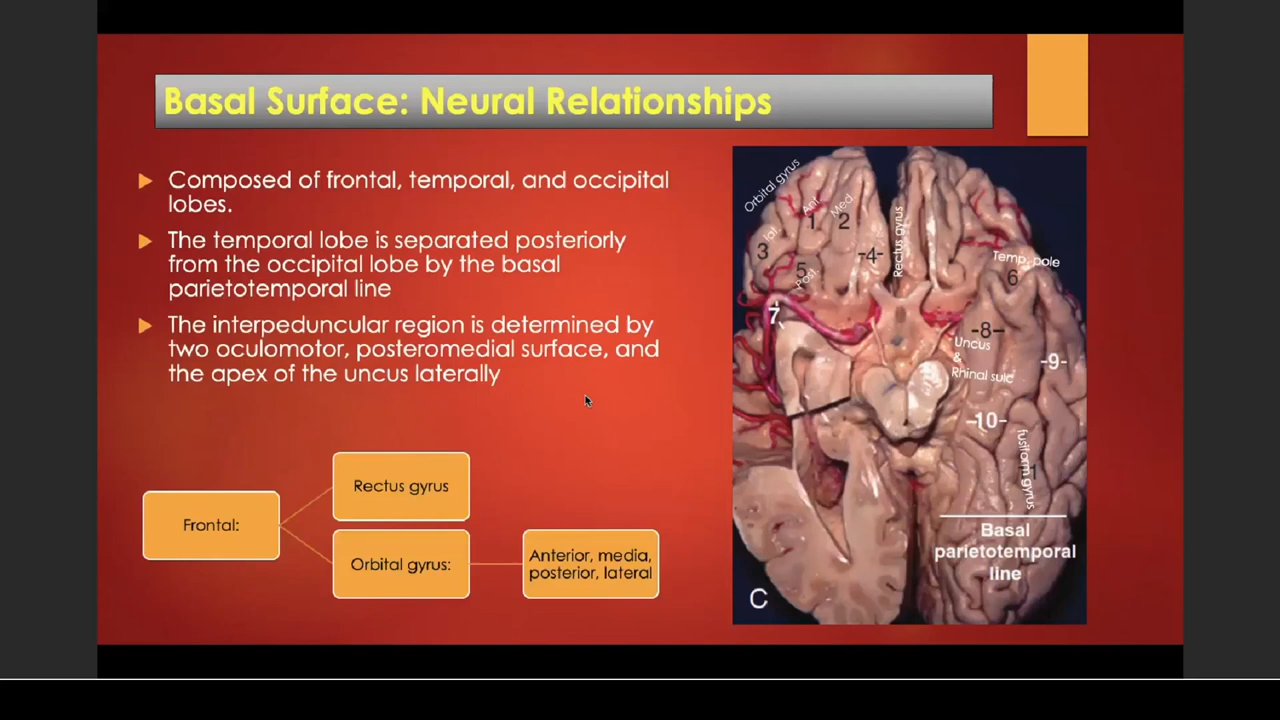 Basal Surface: Neural Relationships
Composed of frontal, temporal, and occipital
lobes.
The temporal lobe is separated posteriorly
from the occipital lobe by the basal
parietotemporal line
The interpeduncular region is determined by
two oculomotor, posteromedial surface, and
the apex of the uncus laterally
Frontal:
Rectus gyrus
Orbital gyrus:
Anterior, media,
posterior, lateral
Orbital gyrus
Ant
Med
1
2
lat
3
-4-
Rectus gyrus
5
Post.
Temp. pole
6
7
-8-
Uncus
&
Rhinal sulc
-9-
-10-
fusiform gyrus
Basal
parietotemporal
line
C